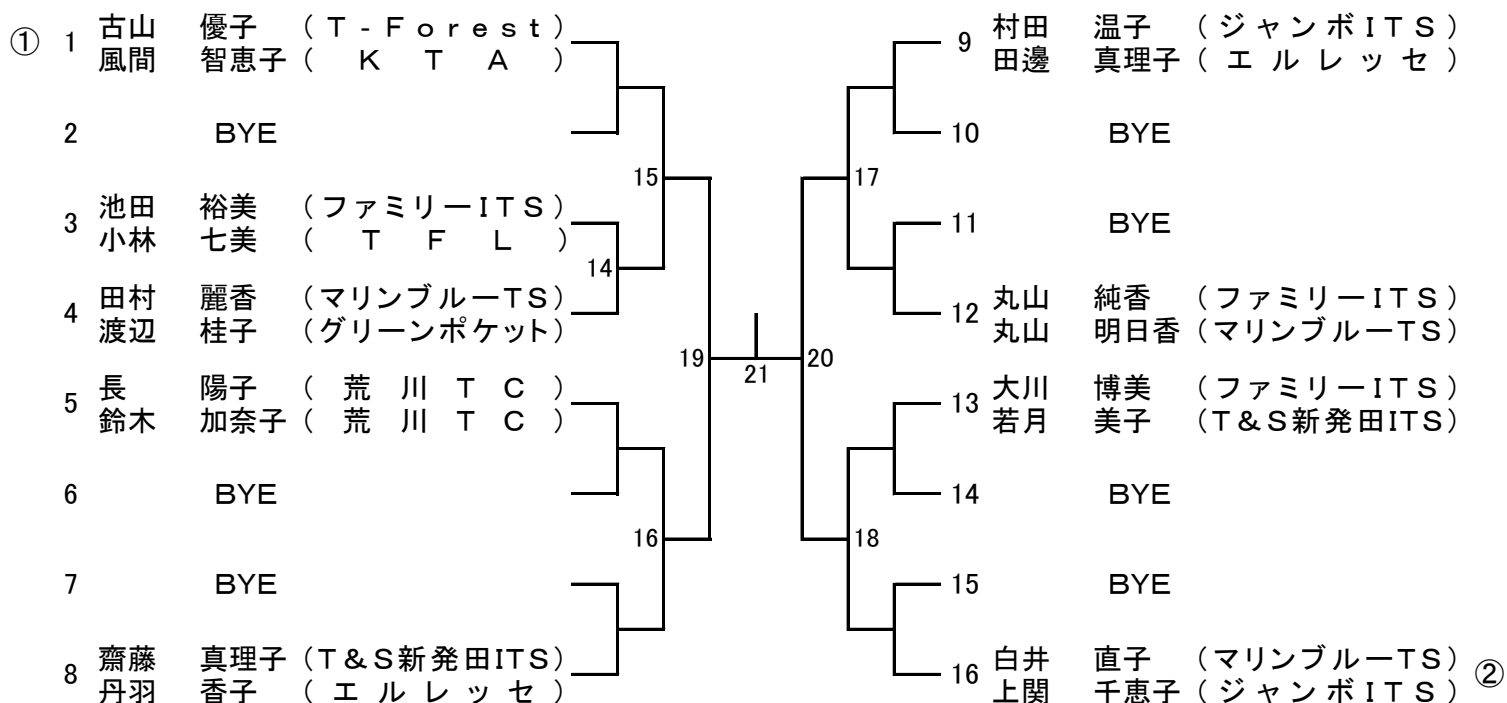 ① 1 古山 優子 (T-Forest)
風間 智恵子(KTA)
2 BYE
3 池田 裕美 (ファミリーITS)
小林 七美 (TFL)
4 田村 麗香 (マリンブルーTS)
渡辺 桂子 (グリーンポケット)
5 長 陽子 (荒川TC)
鈴木 加奈子(荒川TC)
6 BYE
7 BYE
8 齋藤 真理子(T&S新発田ITS)
丹羽 香子 (エルレッセ)
15
14
16
19
21
20
17
18
9 村田 温子 (ジャンボITS)
田邊 真理子(エルレッセ)
10 BYE
11 BYE
12 丸山 純香 (ファミリーITS)
丸山 明日香(マリンブルーTS)
13 大川 博美 (ファミリーITS)
若月 美子 (T&S新発田ITS)
14 BYE
15 BYE
16 白井 直子 (マリンブルーTS) ②
上関 千恵子(ジャンボITS)